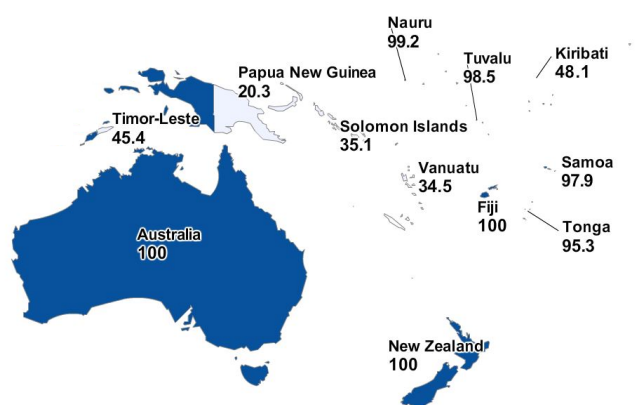 Nauru
99.2
Tuvalu
98.5
Kiribati
48.1
Papua New Guinea
20.3
Timor-Leste
45.4
Solomon Islands
35.1
Vanuatu
34.5
Samoa
97.9
Fiji
100
Tonga
95.3
Australia
100
New Zealand
100